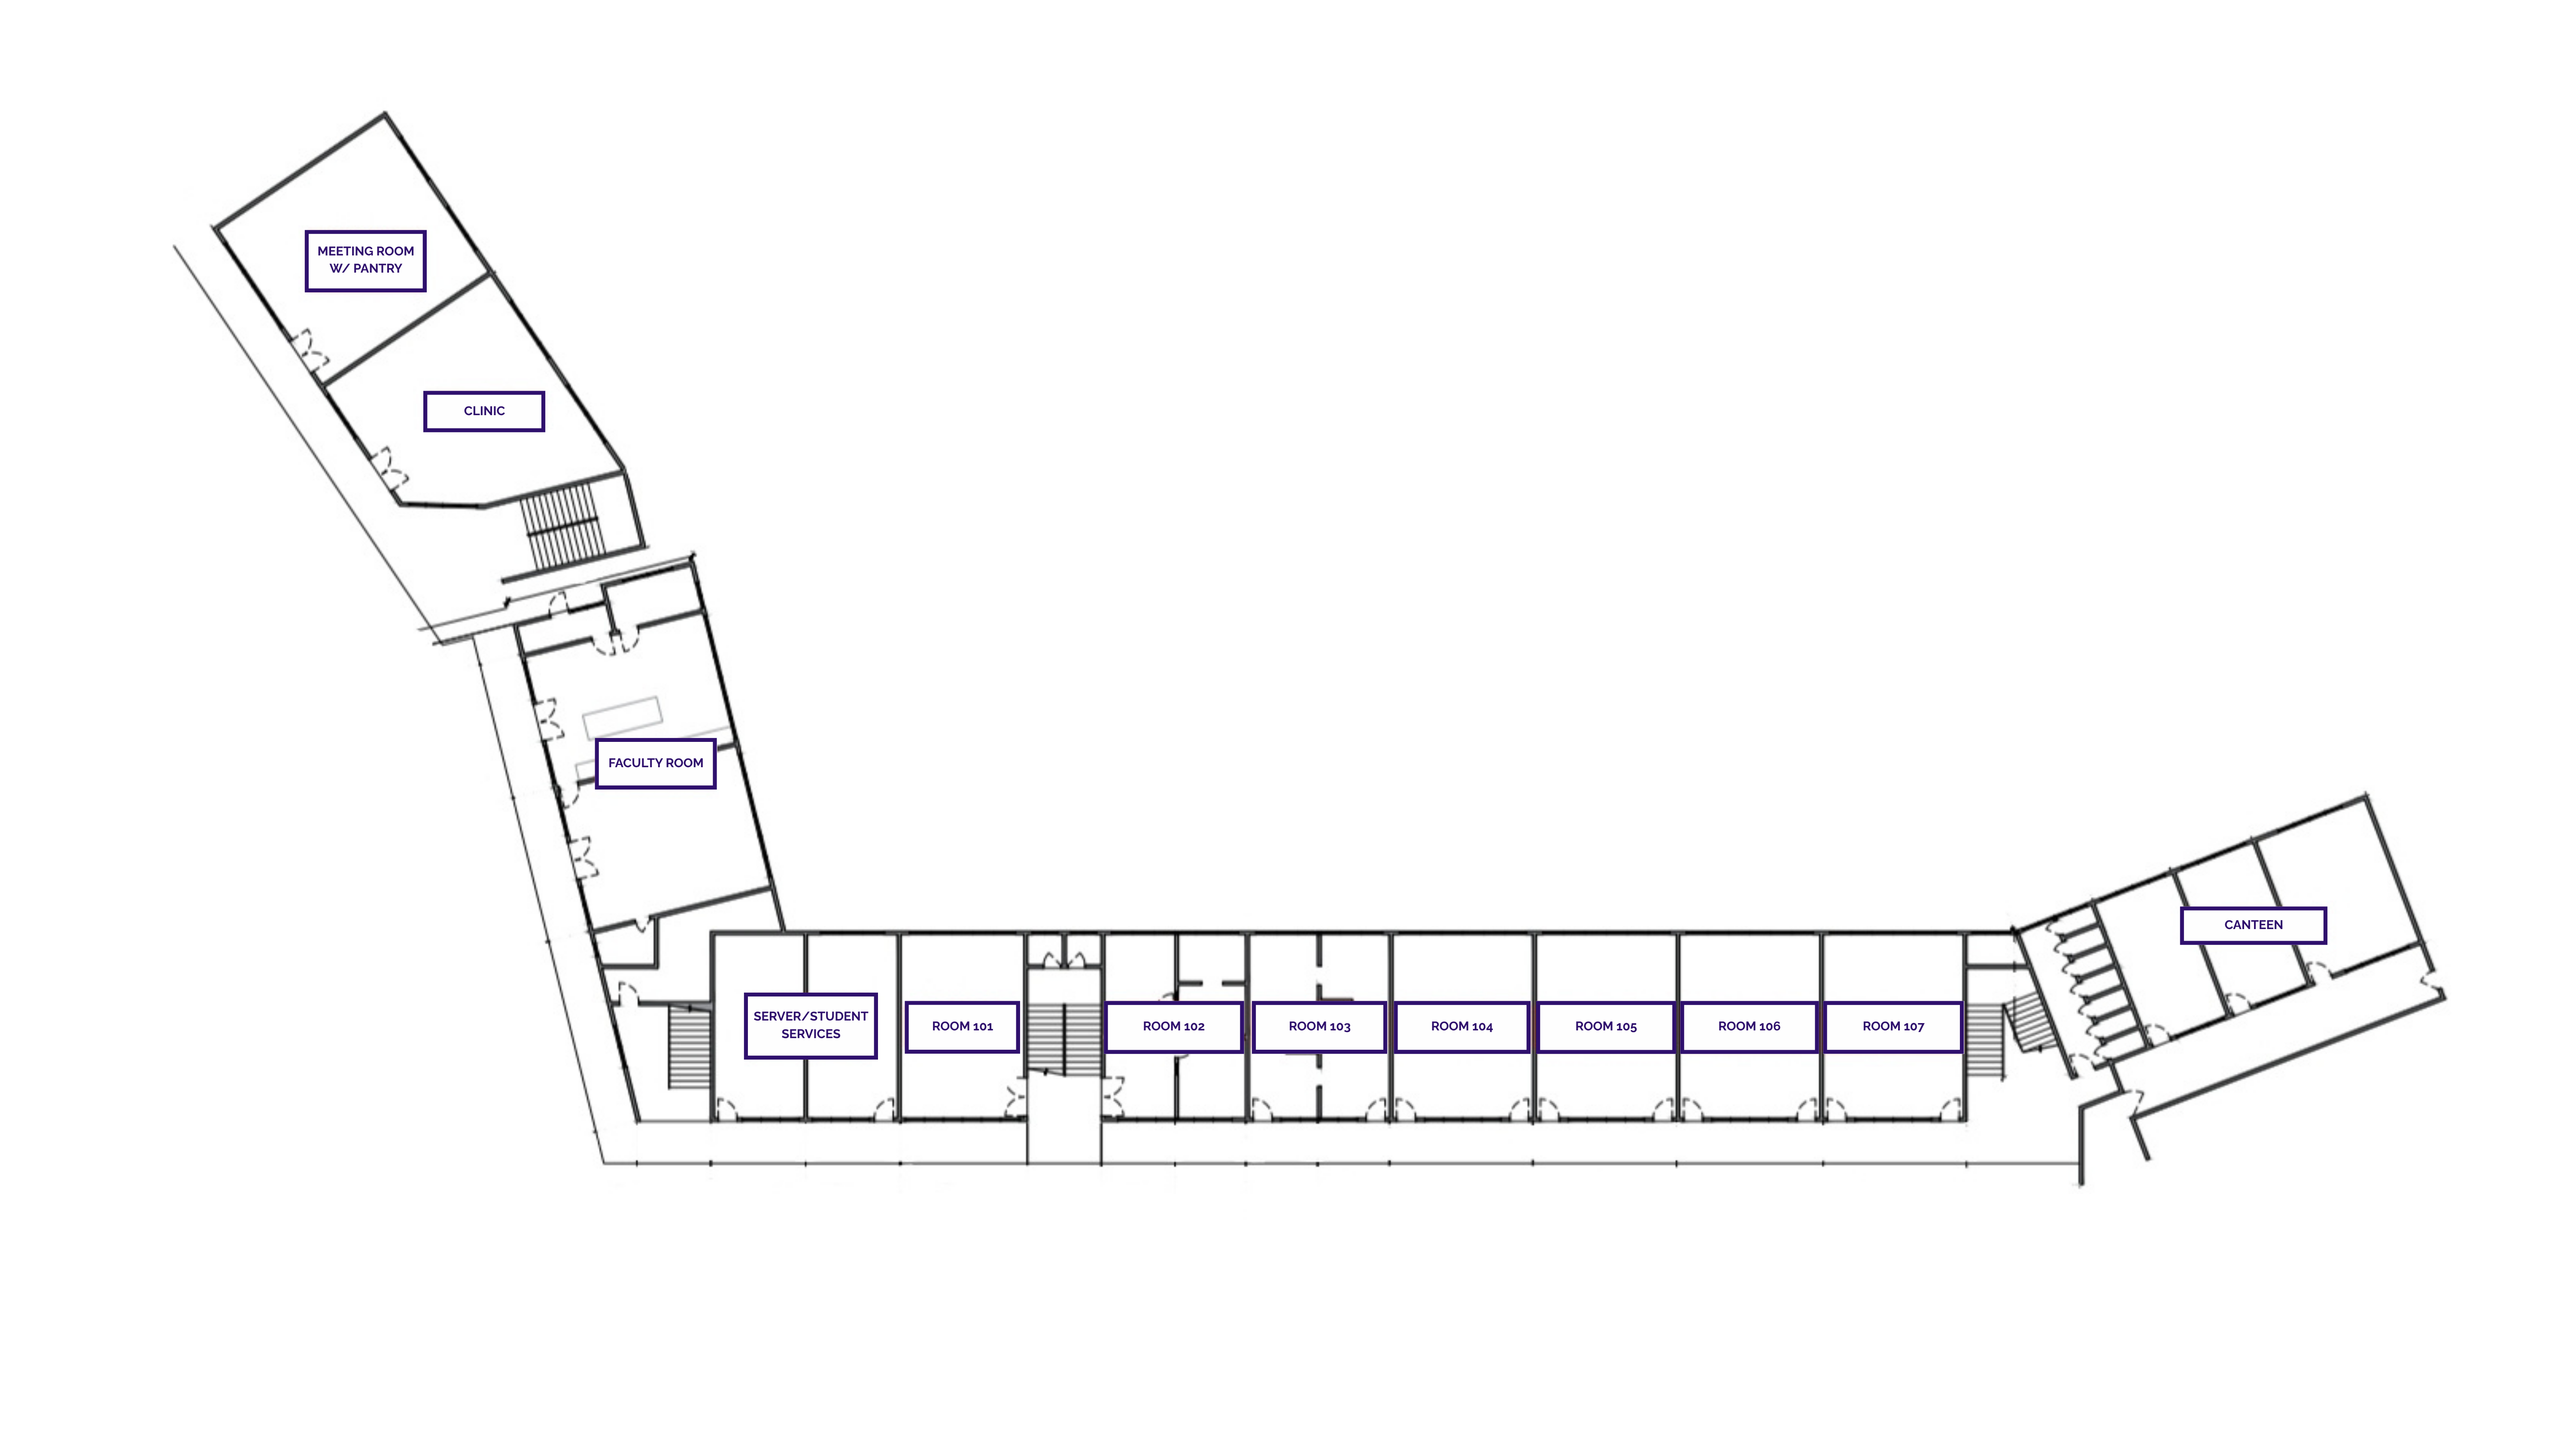 MEETING ROOM
W/ PANTRY
CLINIC
FACULTY ROOM
CANTEEN
SERVER/STUDENT
SERVICES
ROOM 101
ROOM 102
ROOM 103
ROOM 104
ROOM 105
ROOM 106
ROOM 107